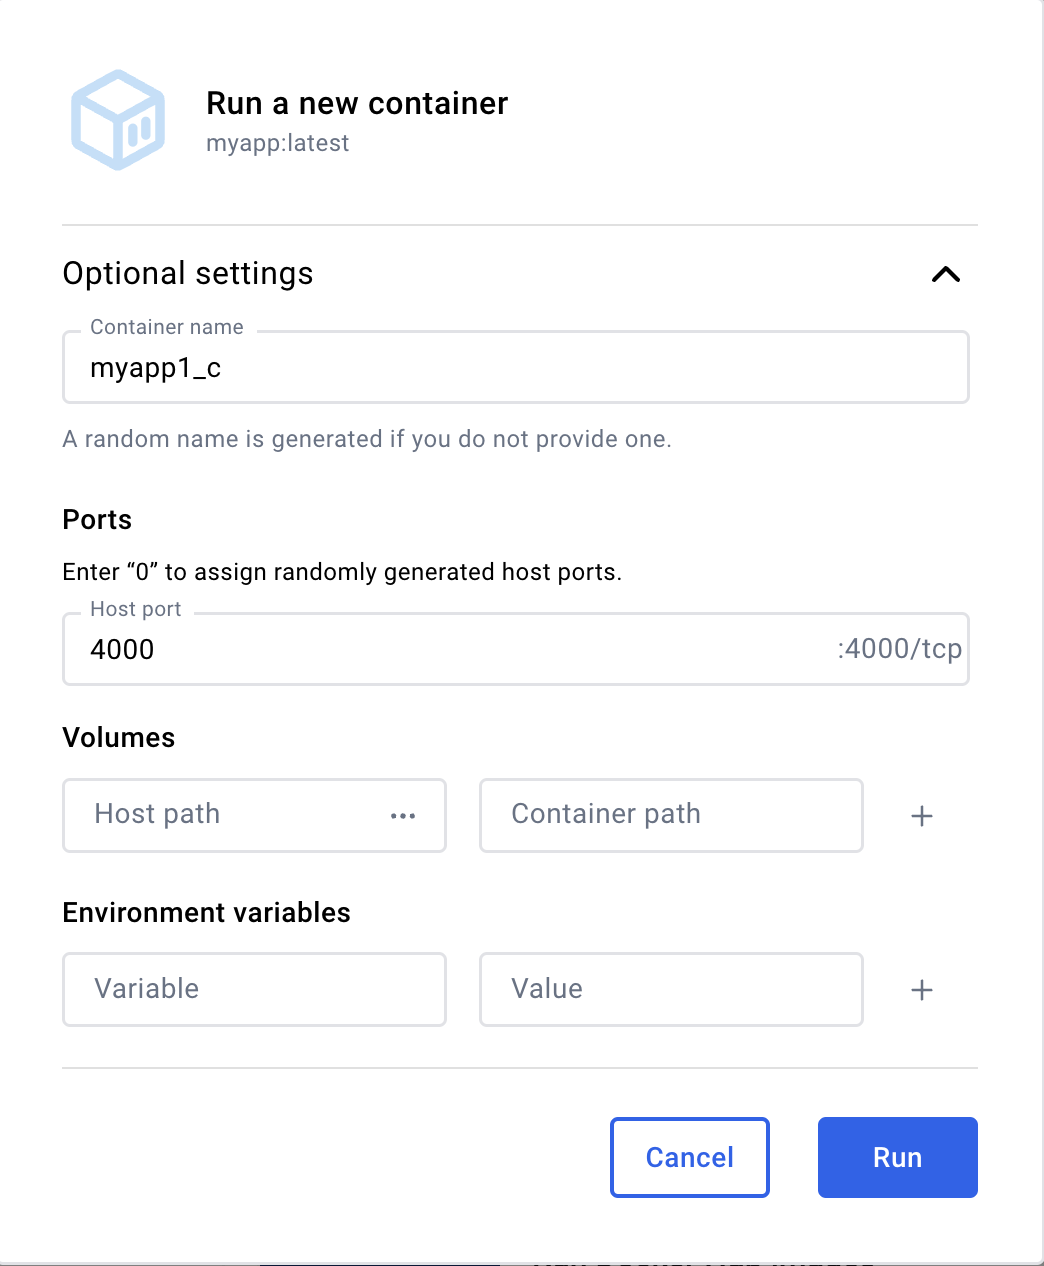 Run a new container
myapp:latest
Optional settings
Container name
myapp1_c
A random name is generated if you do not provide one.
Ports
Enter “0” to assign randomly generated host ports.
Host port
4000 :4000/tcp
Volumes
Host path ••• Container path +
Environment variables
Variable Value +
Cancel Run